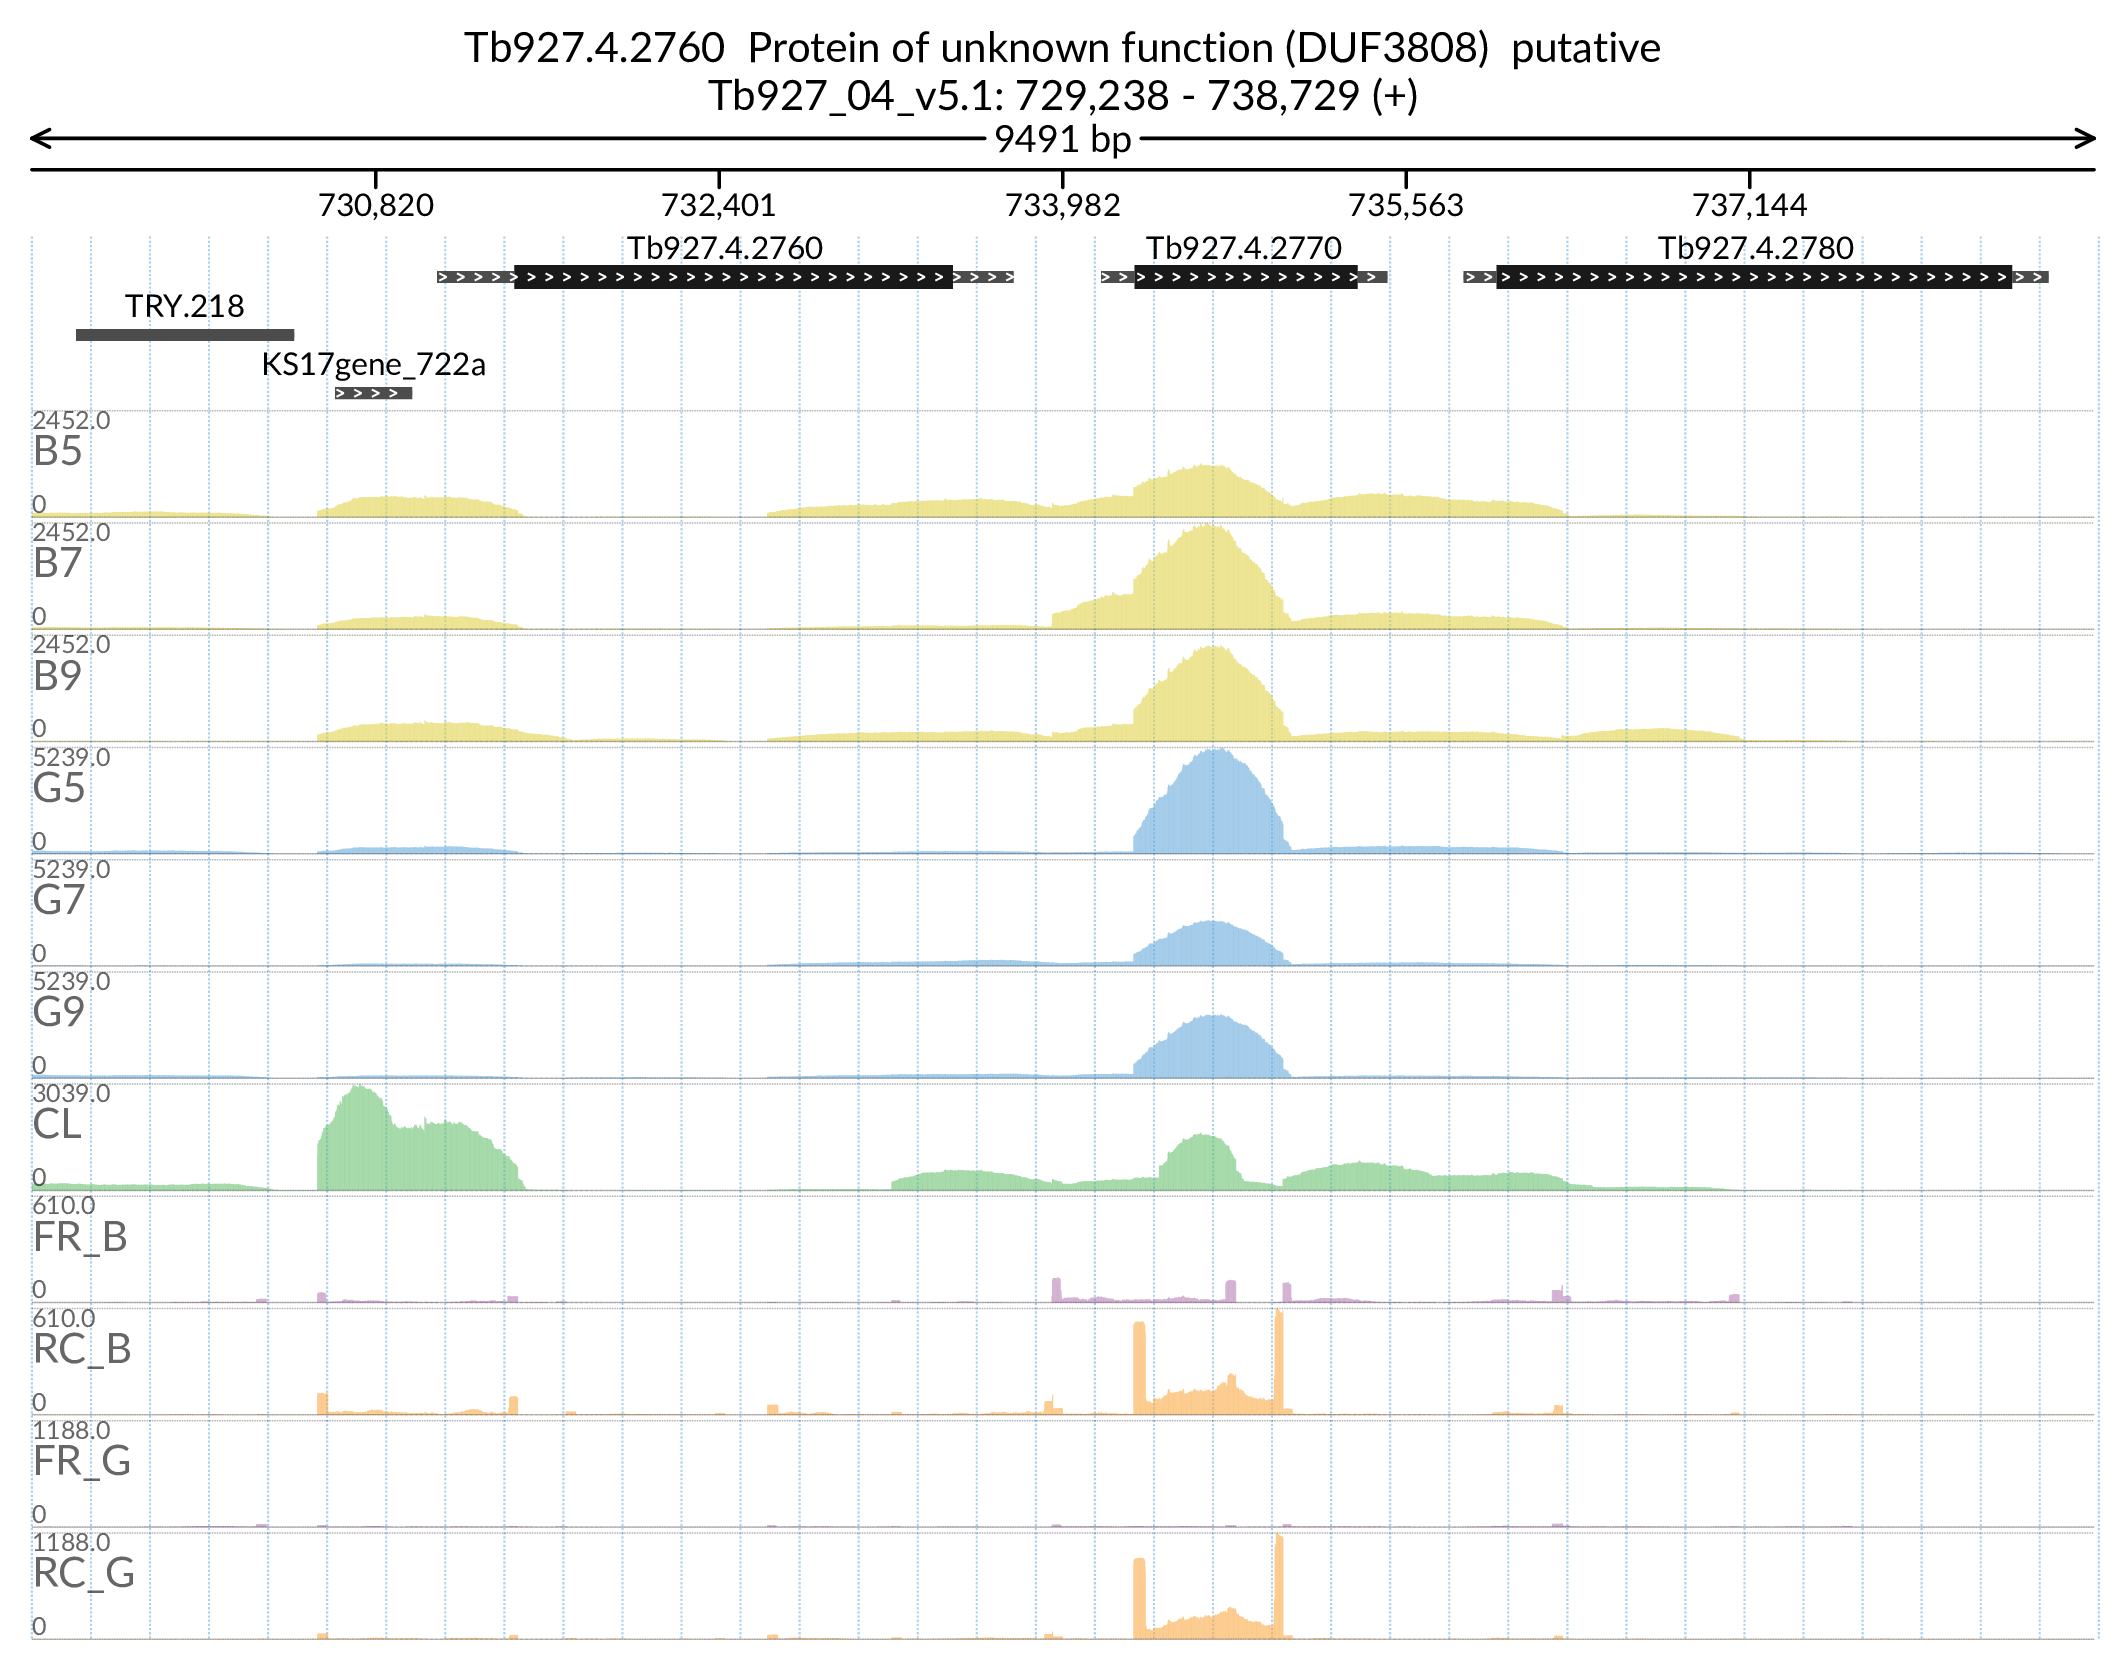 Tb927.4.2760  Protein of unknown function (DUF3808)  putative
Tb927_04_v5.1: 729,238 - 738,729 (+)
9491 bp
730,820 732,401 733,982 735,563 737,144
Tb927.4.2760 Tb927.4.2770 Tb927.4.2780
TRY.218
KS17gene_722a
2452.0
B5
0
2452.0
B7
0
2452.0
B9
0
5239.0
G5
0
5239.0
G7
0
5239.0
G9
0
3039.0
CL
0
610.0
FR_B
0
610.0
RC_B
0
1188.0
FR_G
0
1188.0
RC_G
0